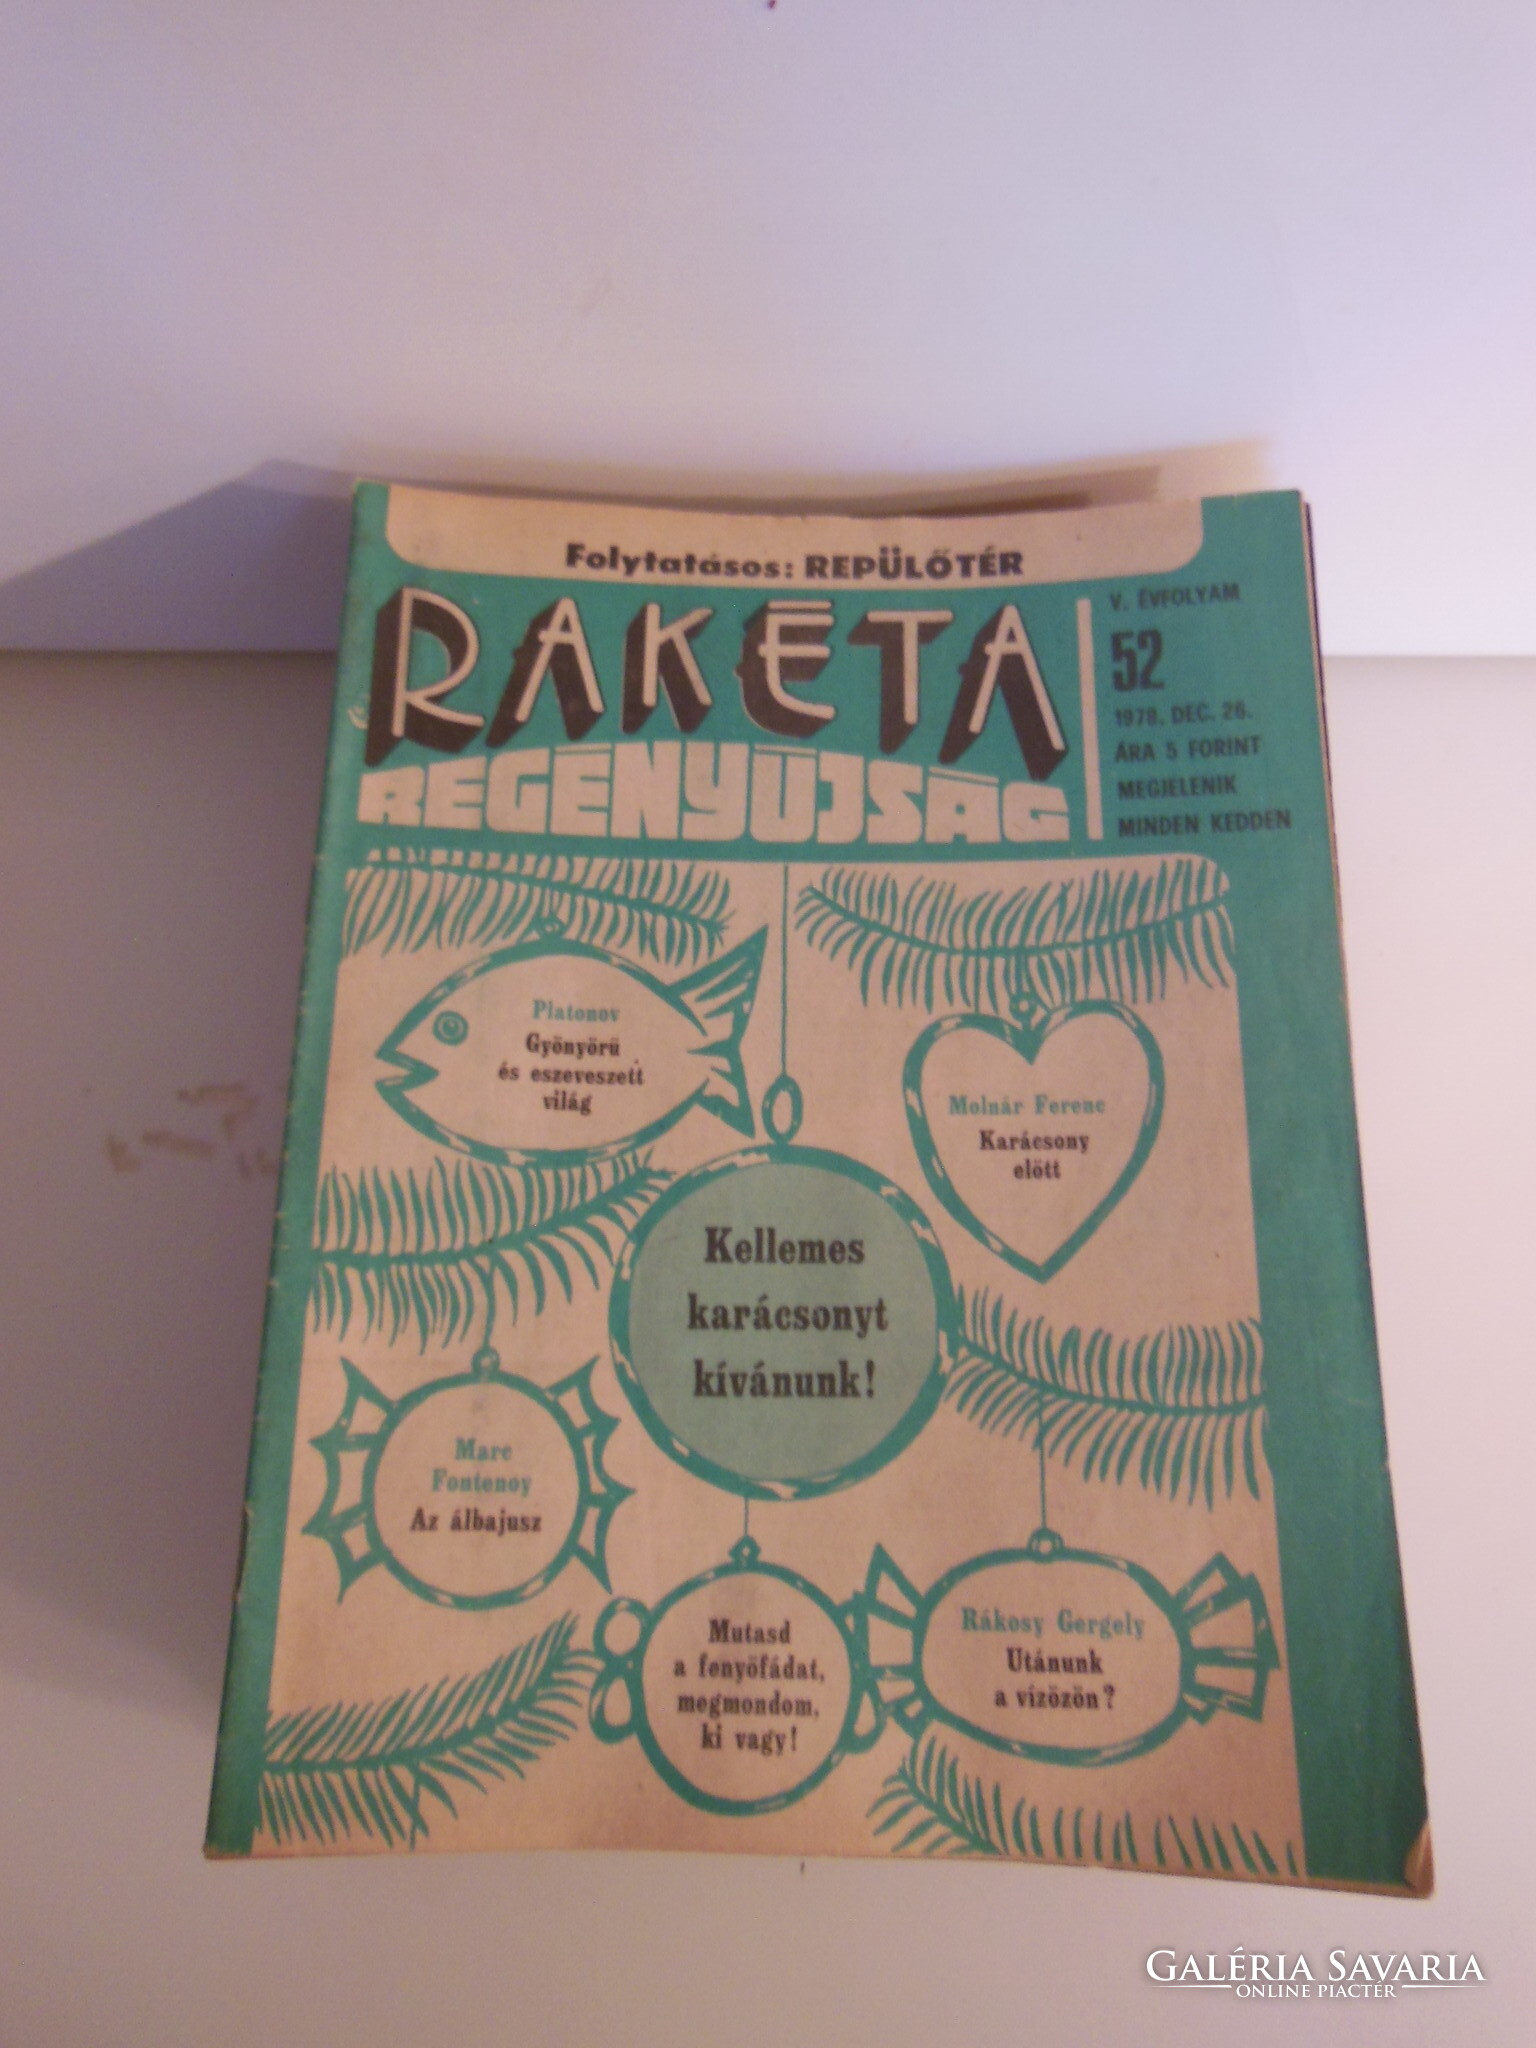 Folytatásos: REPÜLŐTÉR
RAKÉTA
REGÉNYÚJSÁG
V. ÉVFOLYAM
52
1978. DEC. 26.
ÁRA 5 FORINT
MEGJELENIK
MINDEN KEDDEN
Platonov
Gyönyörű
és eszeveszett
világ
Molnár Ferenc
Karácsony
előtt
Kellemes
karácsonyt
kívánunk!
Marc
Fontenoy
Az álbajusz
Mutasd
a fenyőfádat,
megmondom,
ki vagy!
Rákosy Gergely
Utánunk
a vízözön?
GALÉRIA SAVARIA
ONLINE PIACTÉR